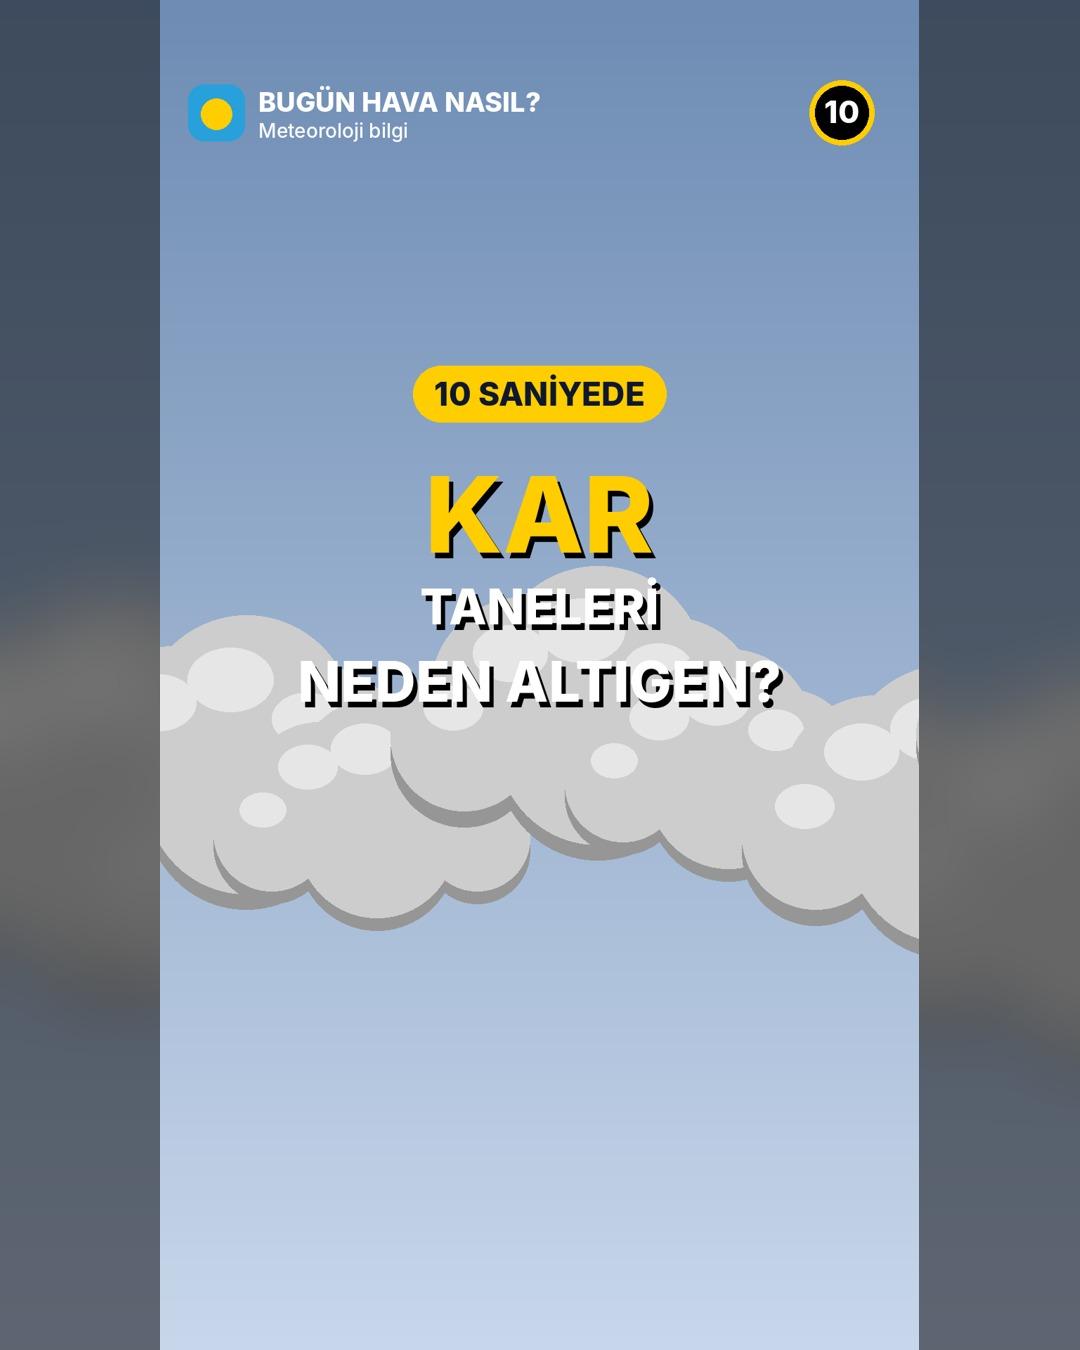 BUGÜN HAVA NASIL?
Meteoroloji bilgi
10
10 SANİYEDE
KAR
TANELERİ
NEDEN ALTIGEN?